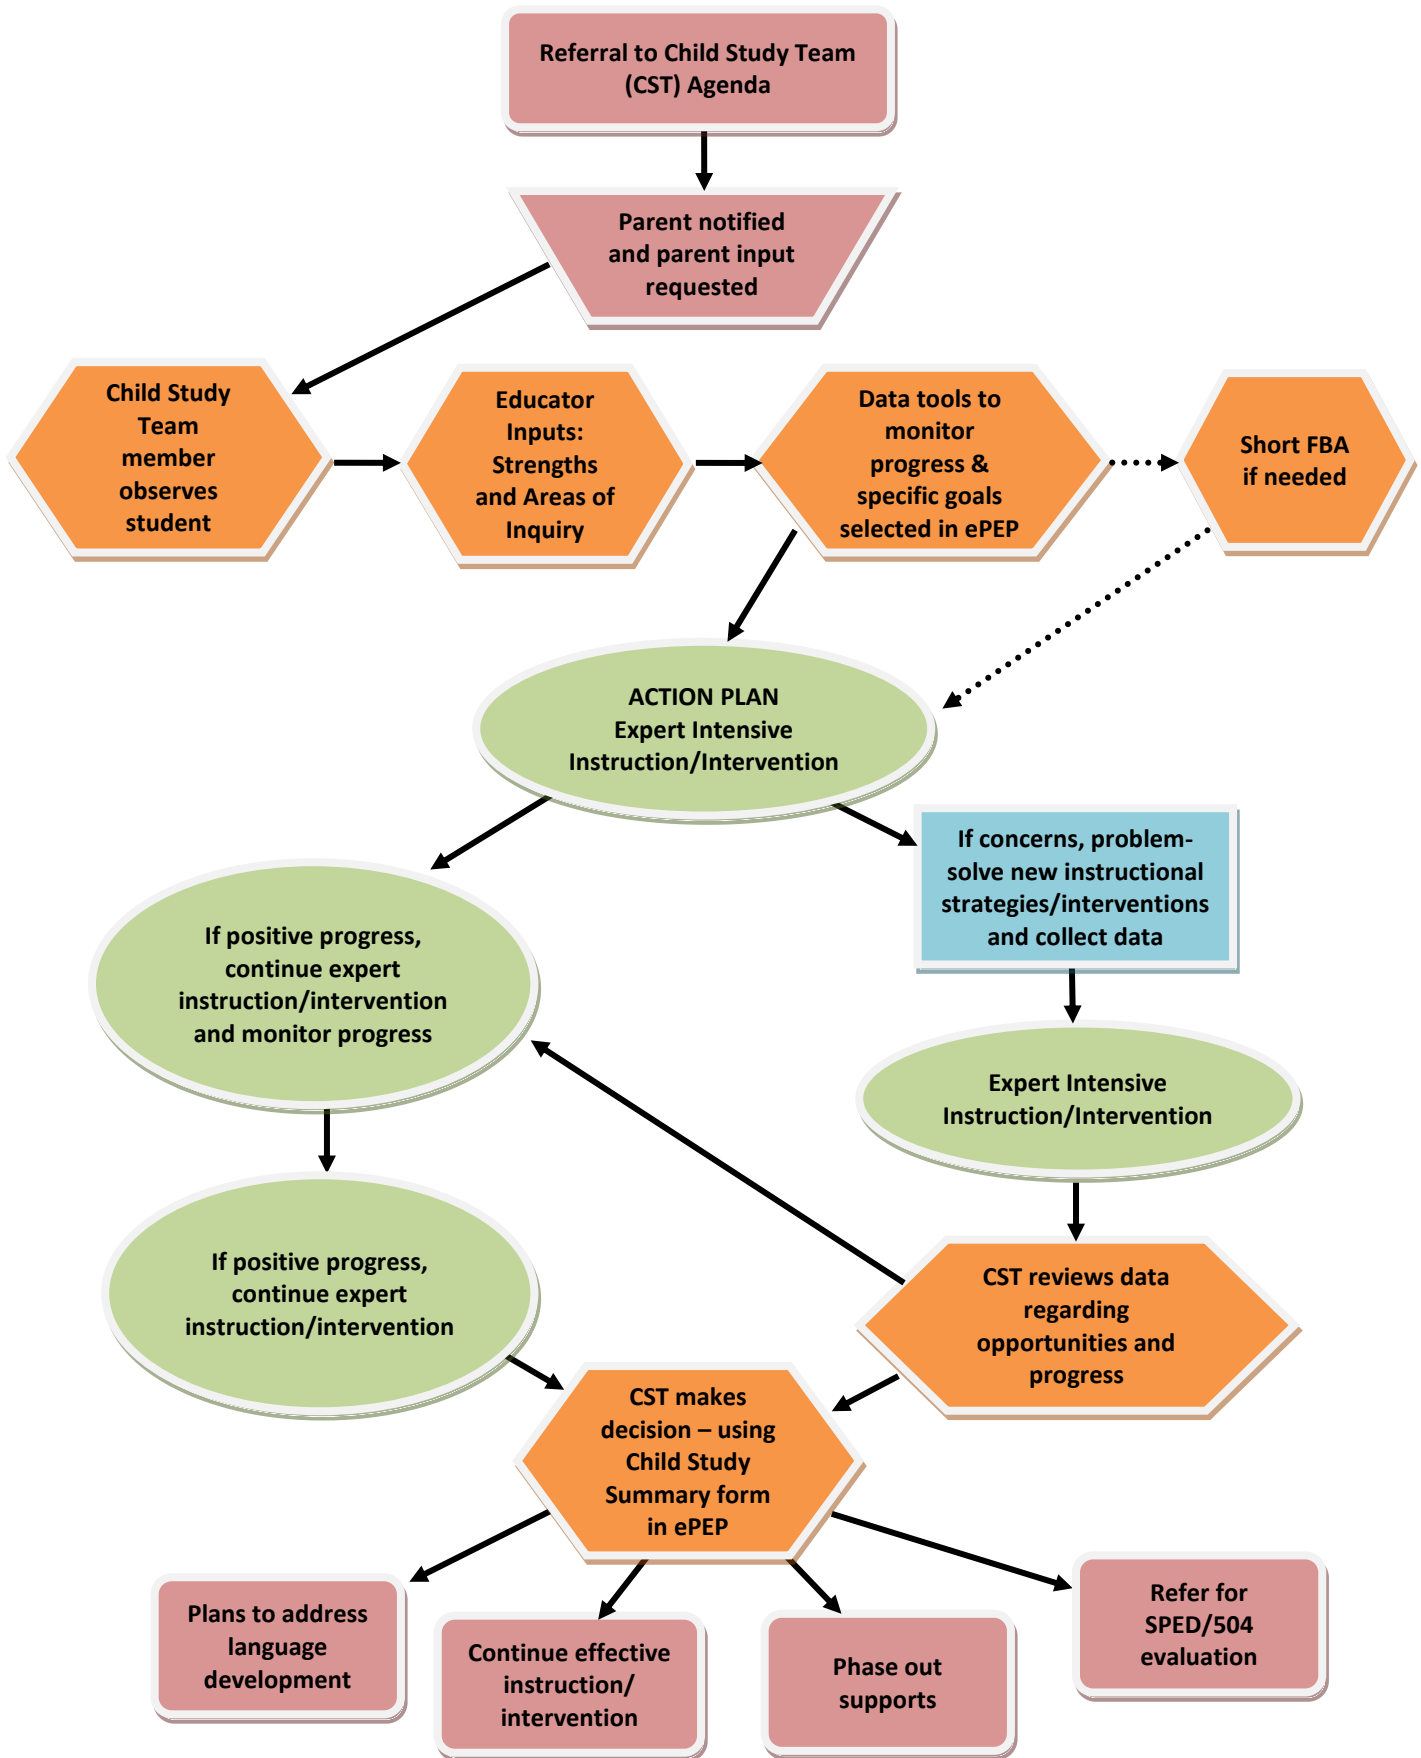 Referral to Child Study Team
(CST) Agenda
Parent notified
and parent input
requested
Child Study
Team
member
observes
student
Educator
Inputs:
Strengths
and Areas of
Inquiry
Data tools to
monitor
progress &
specific goals
selected in ePEP
Short FBA
if needed
ACTION PLAN
Expert Intensive
Instruction/Intervention
If concerns, problem-
solve new instructional
strategies/interventions
and collect data
If positive progress,
continue expert
instruction/intervention
and monitor progress
Expert Intensive
Instruction/Intervention
If positive progress,
continue expert
instruction/intervention
CST reviews data
regarding
opportunities and
progress
CST makes
decision – using
Child Study
Summary form
in ePEP
Plans to address
language
development
Continue effective
instruction/
intervention
Phase out
supports
Refer for
SPED/504
evaluation